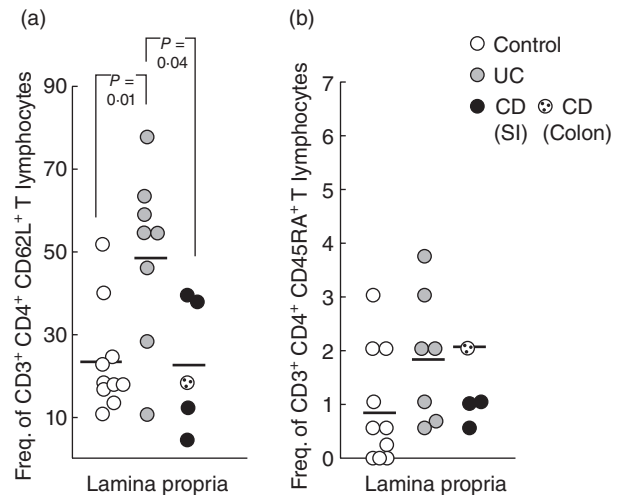 (a)
P =
0·04
P =
0·01
90
70
50
30
10
Freq. of CD3⁺ CD4⁺ CD62L⁺ T lymphocytes
Lamina propria
(b)
Control
UC
CD
(SI)
CD
(Colon)
7
6
5
4
3
2
1
0
Freq. of CD3⁺ CD4⁺ CD45RA⁺ T lymphocytes
Lamina propria